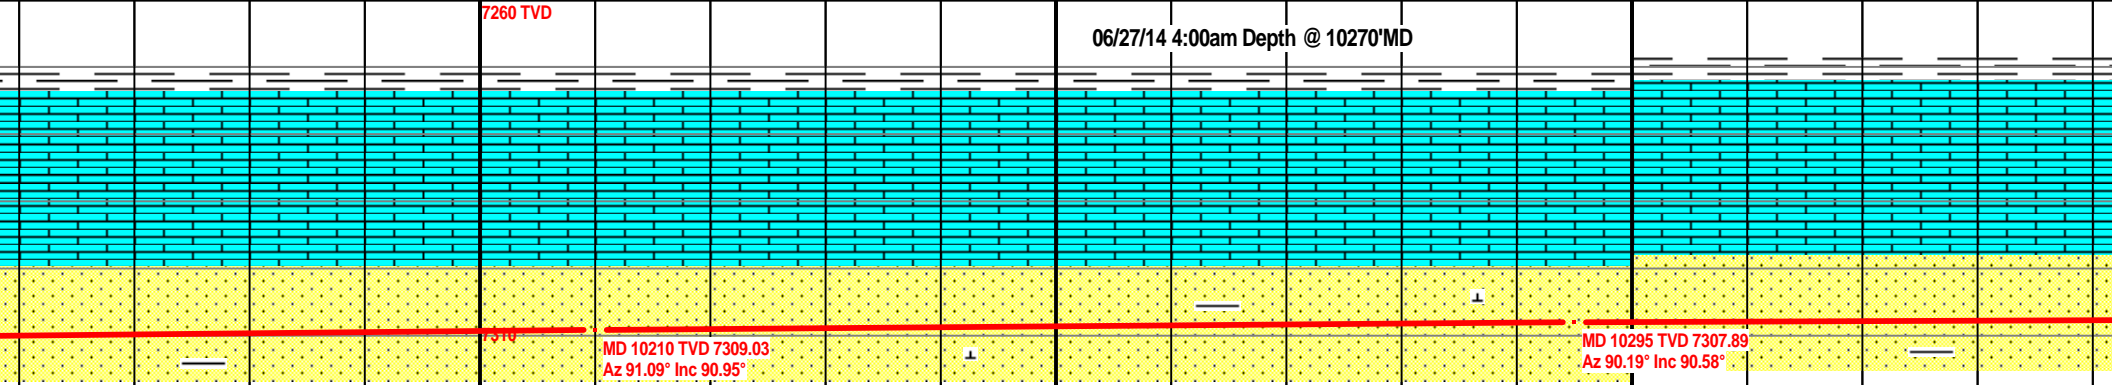 7260 TVD
06/27/14 4:00am Depth @ 10270'MD
7310
MD 10210 TVD 7309.03
Az 91.09° Inc 90.95°
MD 10295 TVD 7307.89
Az 90.19° Inc 90.58°